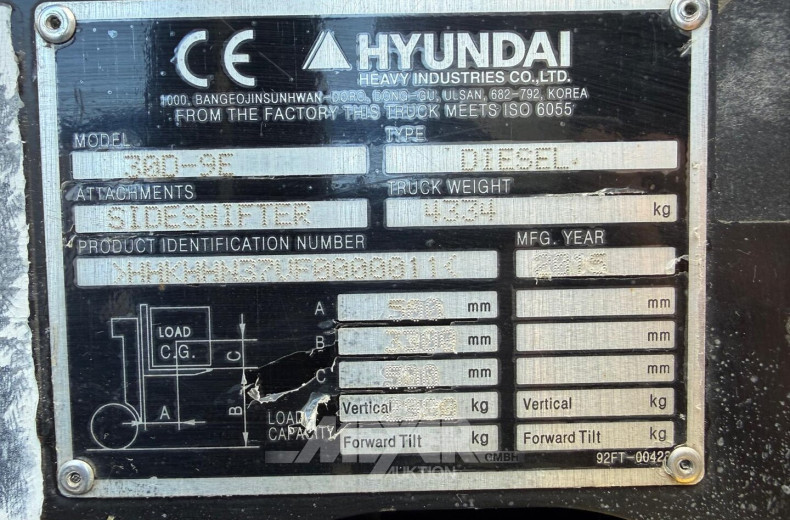 CE HYUNDAI
HEAVY INDUSTRIES CO.,LTD.
1000, BANGEOJINSUNHWAN-DORO, DONG-GU, ULSAN, 682-792, KOREA
FROM THE FACTORY THIS TRUCK MEETS ISO 6055
MODEL TYPE
30D-9E DIESEL
ATTACHMENTS TRUCK WEIGHT
SIDESHIFTER 4334 kg
PRODUCT IDENTIFICATION NUMBER MFG. YEAR
A mm mm
LOAD B mm mm
C.G. C
C mm mm
A B
LOAD Vertical kg Vertical kg
CAPACITY Forward Tilt kg Forward Tilt kg
GMBH 92FT-00423
AUKTION